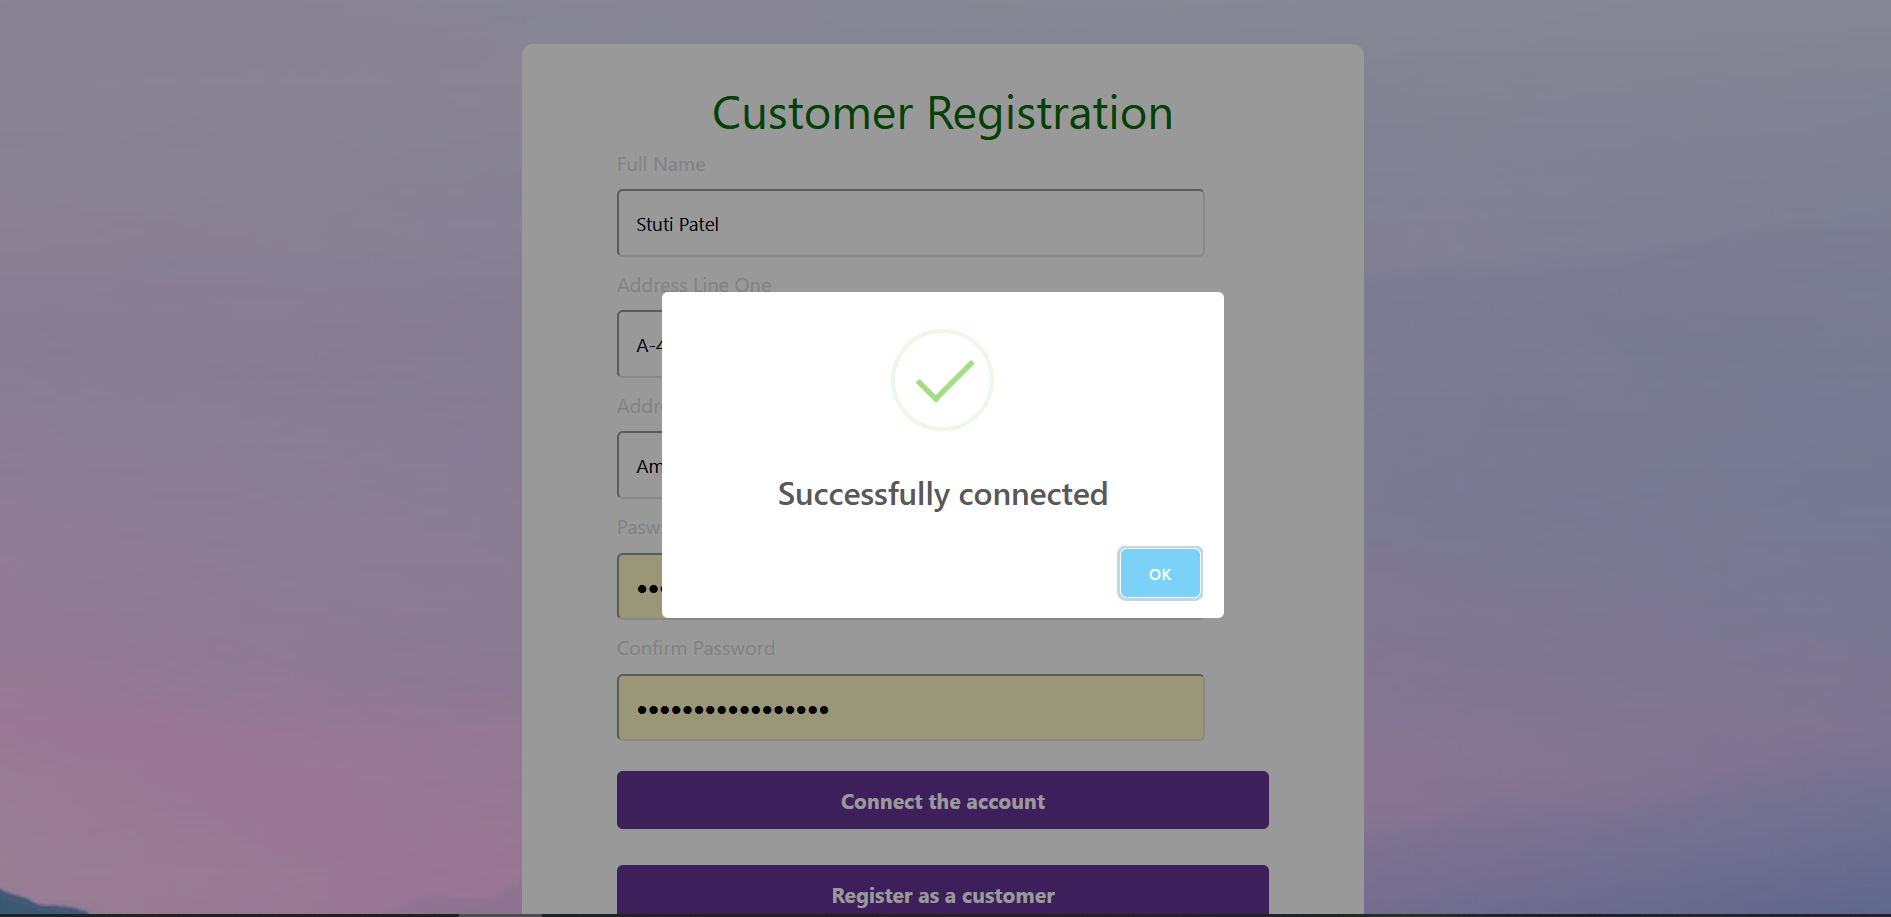 Customer Registration
Full Name
Stuti Patel
Address Line One
Successfully connected
OK
Confirm Password
Connect the account
Register as a customer